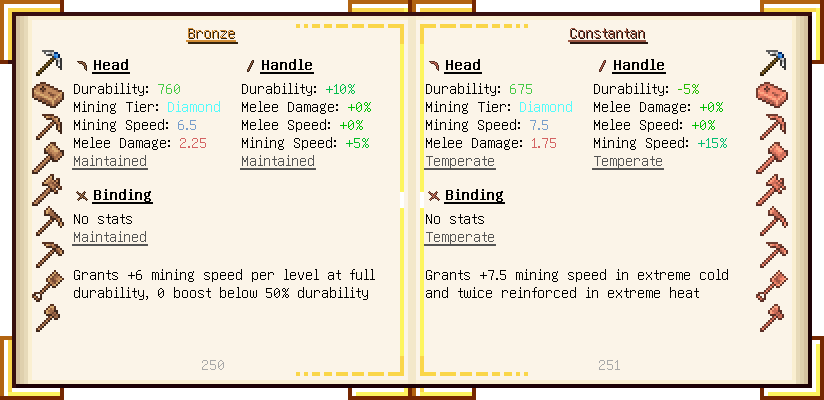 Bronze
Head
Durability: 760
Mining Tier: Diamond
Mining Speed: 6.5
Melee Damage: 2.25
Maintained
Handle
Durability: +10%
Melee Damage: +0%
Melee Speed: +0%
Mining Speed: +5%
Maintained
Binding
No stats
Maintained
Grants +6 mining speed per level at full
durability, 0 boost below 50% durability
250
Constantan
Head
Durability: 675
Mining Tier: Diamond
Mining Speed: 7.5
Melee Damage: 1.75
Temperate
Handle
Durability: -5%
Melee Damage: +0%
Melee Speed: +0%
Mining Speed: +15%
Temperate
Binding
No stats
Temperate
Grants +7.5 mining speed in extreme cold
and twice reinforced in extreme heat
251